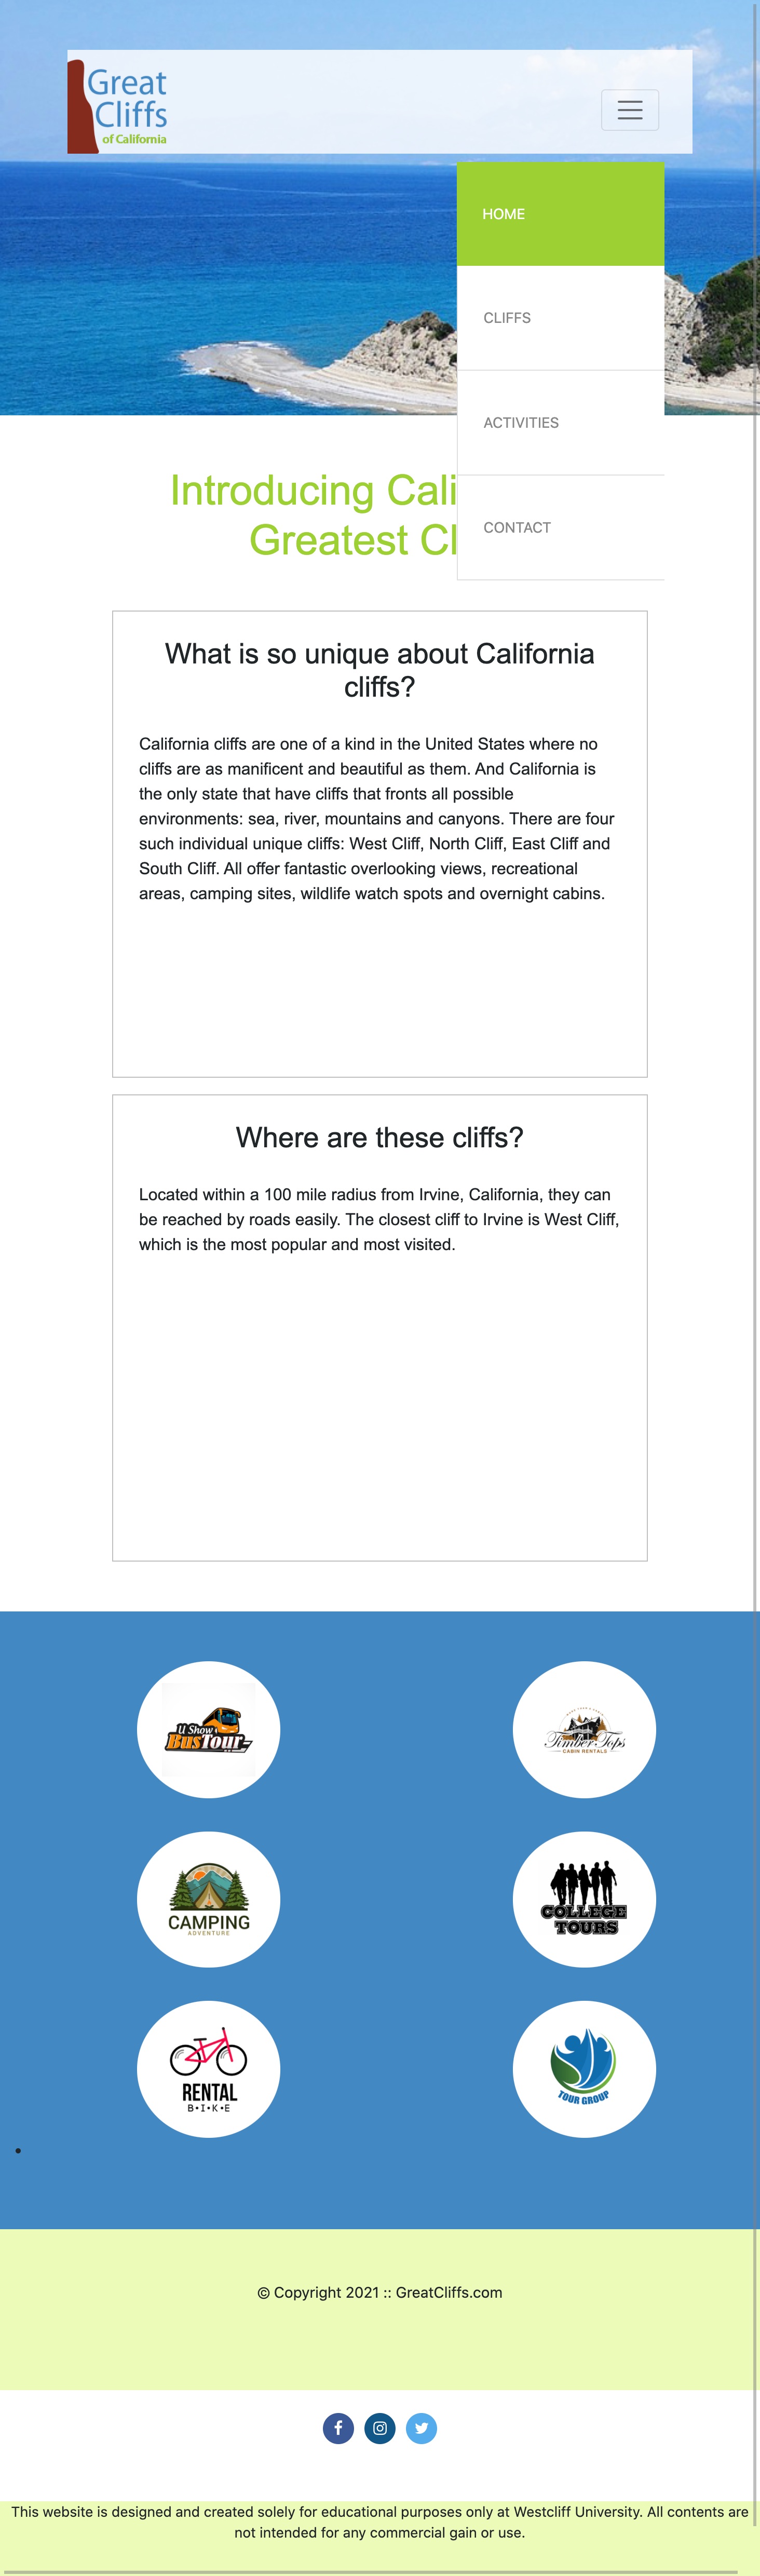 Great
Cliffs
of California
HOME
CLIFFS
ACTIVITIES
CONTACT
Introducing Cali
Greatest Cl
What is so unique about California
cliffs?
California cliffs are one of a kind in the United States where no
cliffs are as manificent and beautiful as them. And California is
the only state that have cliffs that fronts all possible
environments: sea, river, mountains and canyons. There are four
such individual unique cliffs: West Cliff, North Cliff, East Cliff and
South Cliff. All offer fantastic overlooking views, recreational
areas, camping sites, wildlife watch spots and overnight cabins.
Where are these cliffs?
Located within a 100 mile radius from Irvine, California, they can
be reached by roads easily. The closest cliff to Irvine is West Cliff,
which is the most popular and most visited.
U Show
BusTour
Timber Tops
CABIN RENTALS
CAMPING
ADVENTURE
COLLEGE
TOURS
RENTAL
B•I•K•E
TOUR GROUP
© Copyright 2021 :: GreatCliffs.com
This website is designed and created solely for educational purposes only at Westcliff University. All contents are
not intended for any commercial gain or use.